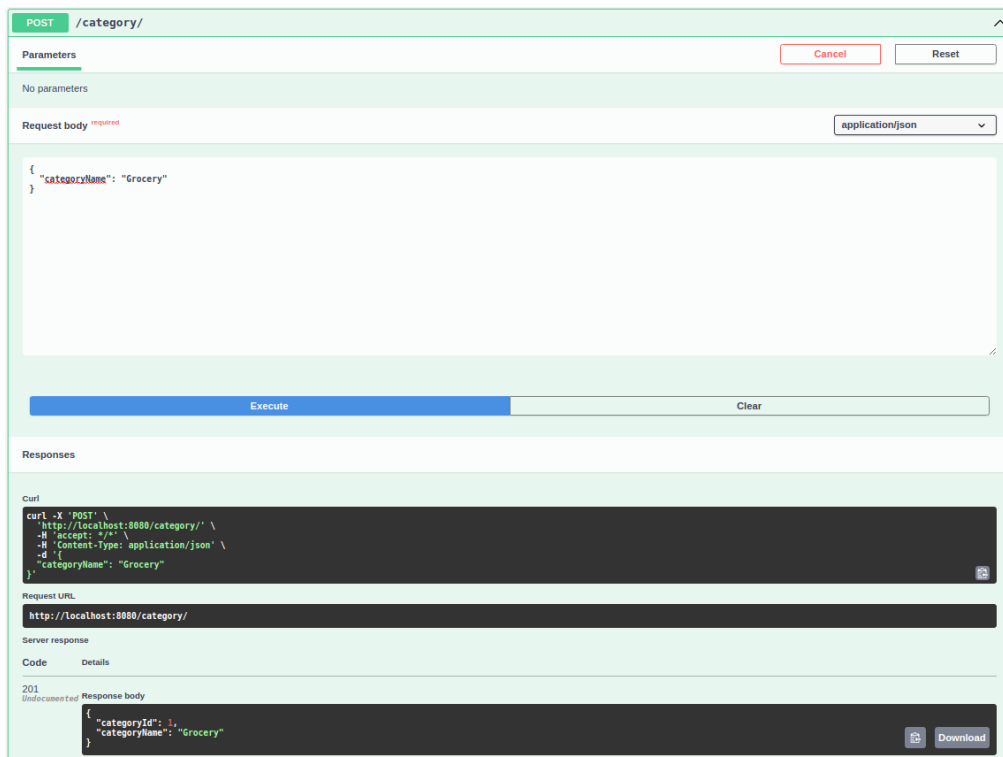 POST /category/
Parameters Cancel Reset
No parameters
Request body required application/json
{
  "categoryName": "Grocery"
}
Execute Clear
Responses
Curl
curl -X 'POST' \
  'http://localhost:8080/category/' \
  -H 'accept: */*' \
  -H 'Content-Type: application/json' \
  -d '{
  "categoryName": "Grocery"
}'
Request URL
http://localhost:8080/category/
Server response
Code Details
201
Undocumented Response body
{
  "categoryId": 1,
  "categoryName": "Grocery"
}
Download